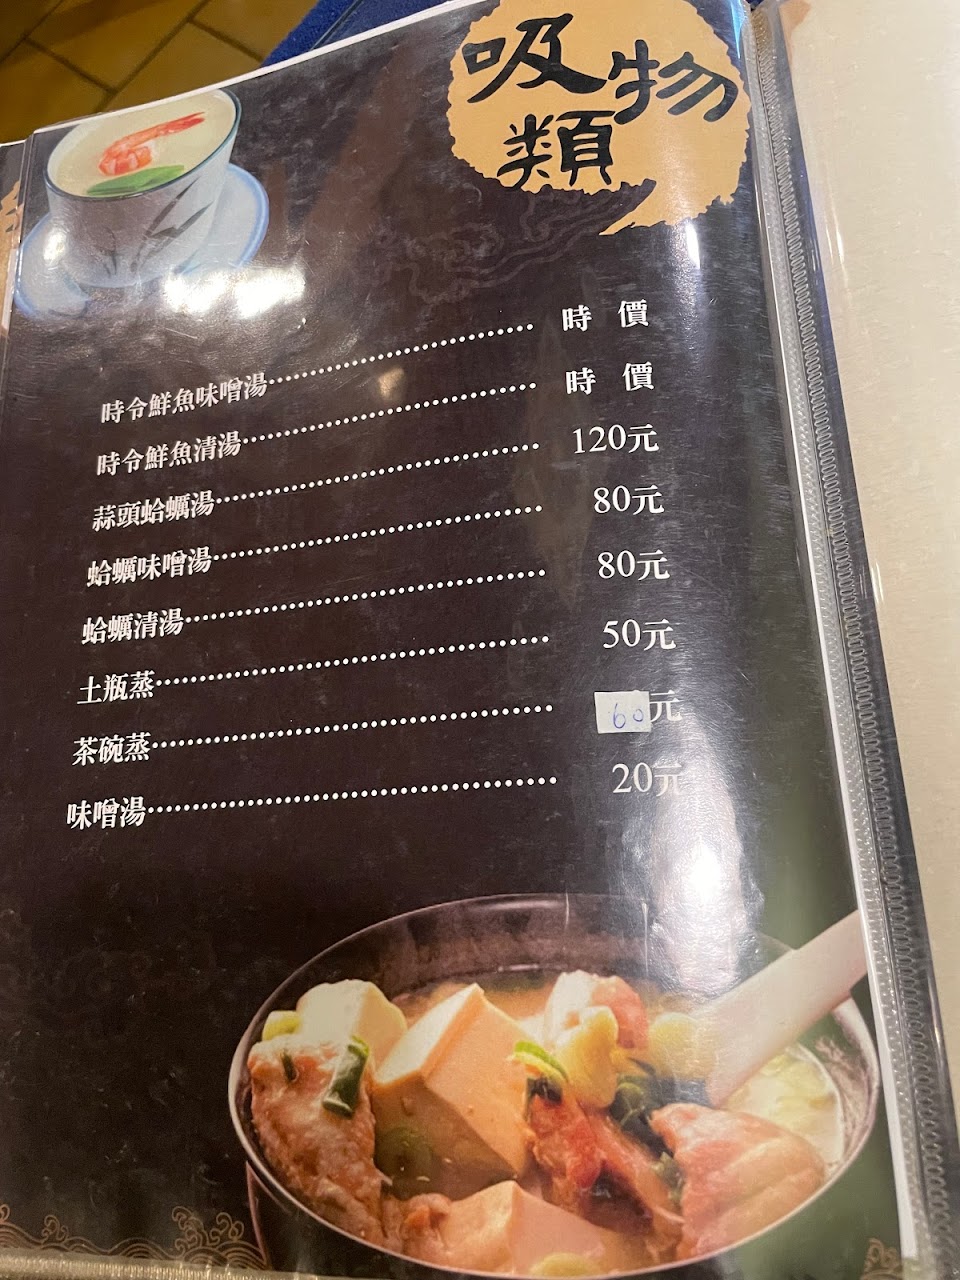 吸物
類
時令鮮魚味噌湯 時價
時令鮮魚清湯 時價
蒜頭蛤蠣湯 120元
蛤蠣味噌湯 80元
蛤蠣清湯 80元
土瓶蒸 50元
茶碗蒸 60元
味噌湯 20元